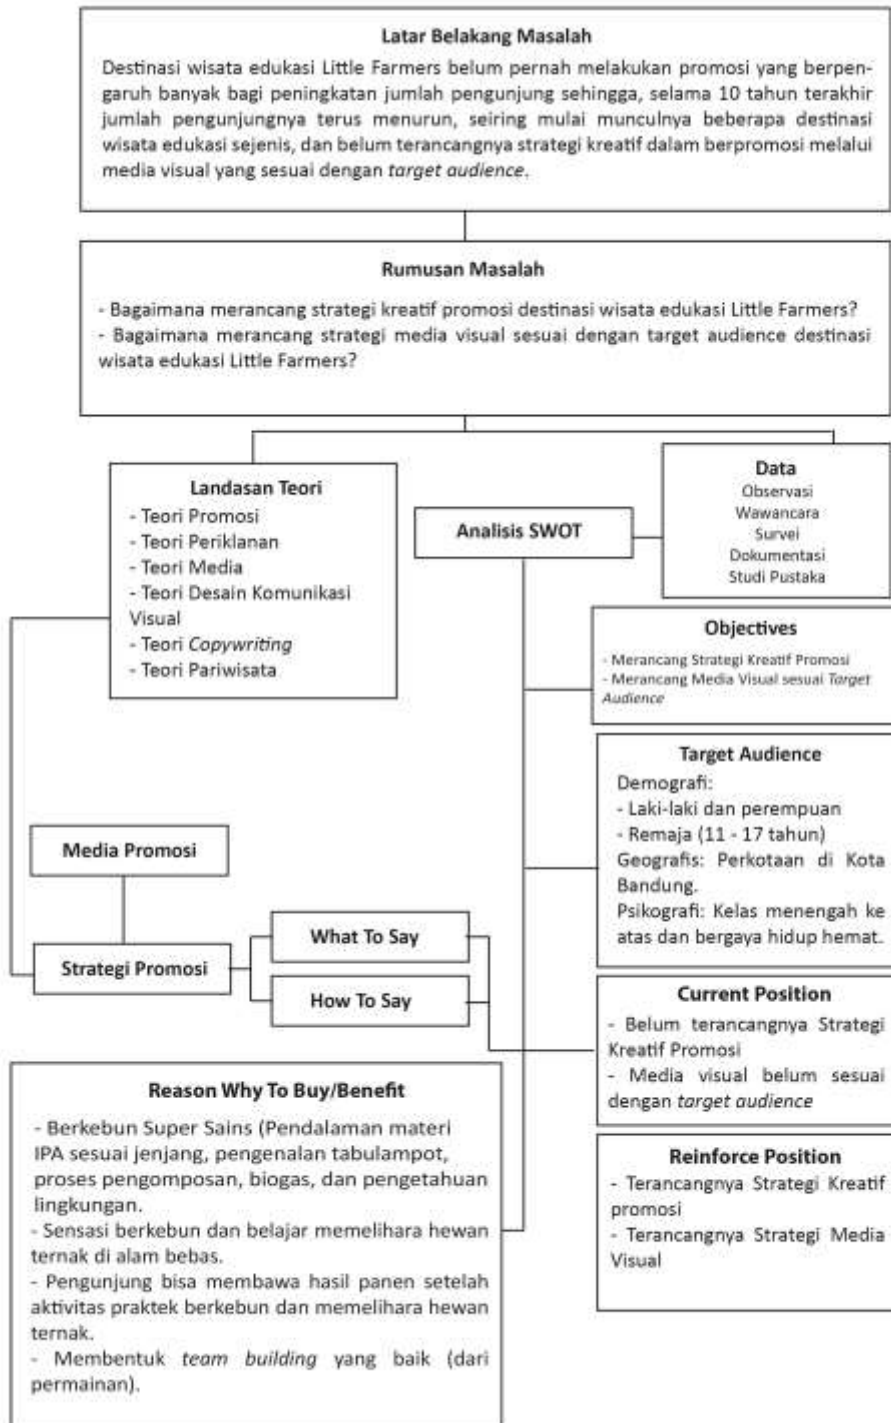 Latar Belakang Masalah
Destinasi wisata edukasi Little Farmers belum pernah melakukan promosi yang berpen-
garuh banyak bagi peningkatan jumlah pengunjung sehingga, selama 10 tahun terakhir
jumlah pengunjungnya terus menurun, seiring mulai munculnya beberapa destinasi
wisata edukasi sejenis, dan belum terancangnya strategi kreatif dalam berpromosi melalui
media visual yang sesuai dengan target audience.
Rumusan Masalah
- Bagaimana merancang strategi kreatif promosi destinasi wisata edukasi Little Farmers?
- Bagaimana merancang strategi media visual sesuai dengan target audience destinasi
wisata edukasi Little Farmers?
Landasan Teori
- Teori Promosi
- Teori Periklanan
- Teori Media
- Teori Desain Komunikasi
Visual
- Teori Copywriting
- Teori Pariwisata
Analisis SWOT
Data
Observasi
Wawancara
Survei
Dokumentasi
Studi Pustaka
Objectives
- Merancang Strategi Kreatif Promosi
- Merancang Media Visual sesuai Target
Audience
Target Audience
Demografi:
- Laki-laki dan perempuan
- Remaja (11 - 17 tahun)
Geografis: Perkotaan di Kota
Bandung.
Psikografi: Kelas menengah ke
atas dan bergaya hidup hemat.
Media Promosi
Strategi Promosi
What To Say
How To Say
Current Position
- Belum terancangnya Strategi
Kreatif Promosi
- Media visual belum sesuai
dengan target audience
Reason Why To Buy/Benefit
- Berkebun Super Sains (Pendalaman materi
IPA sesuai jenjang, pengenalan tabulampot,
proses pengomposan, biogas, dan pengetahuan
lingkungan.
- Sensasi berkebun dan belajar memelihara hewan
ternak di alam bebas.
- Pengunjung bisa membawa hasil panen setelah
aktivitas praktek berkebun dan memelihara hewan
ternak.
- Membentuk team building yang baik (dari
permainan).
Reinforce Position
- Terancangnya Strategi Kreatif
promosi
- Terancangnya Strategi Media
Visual